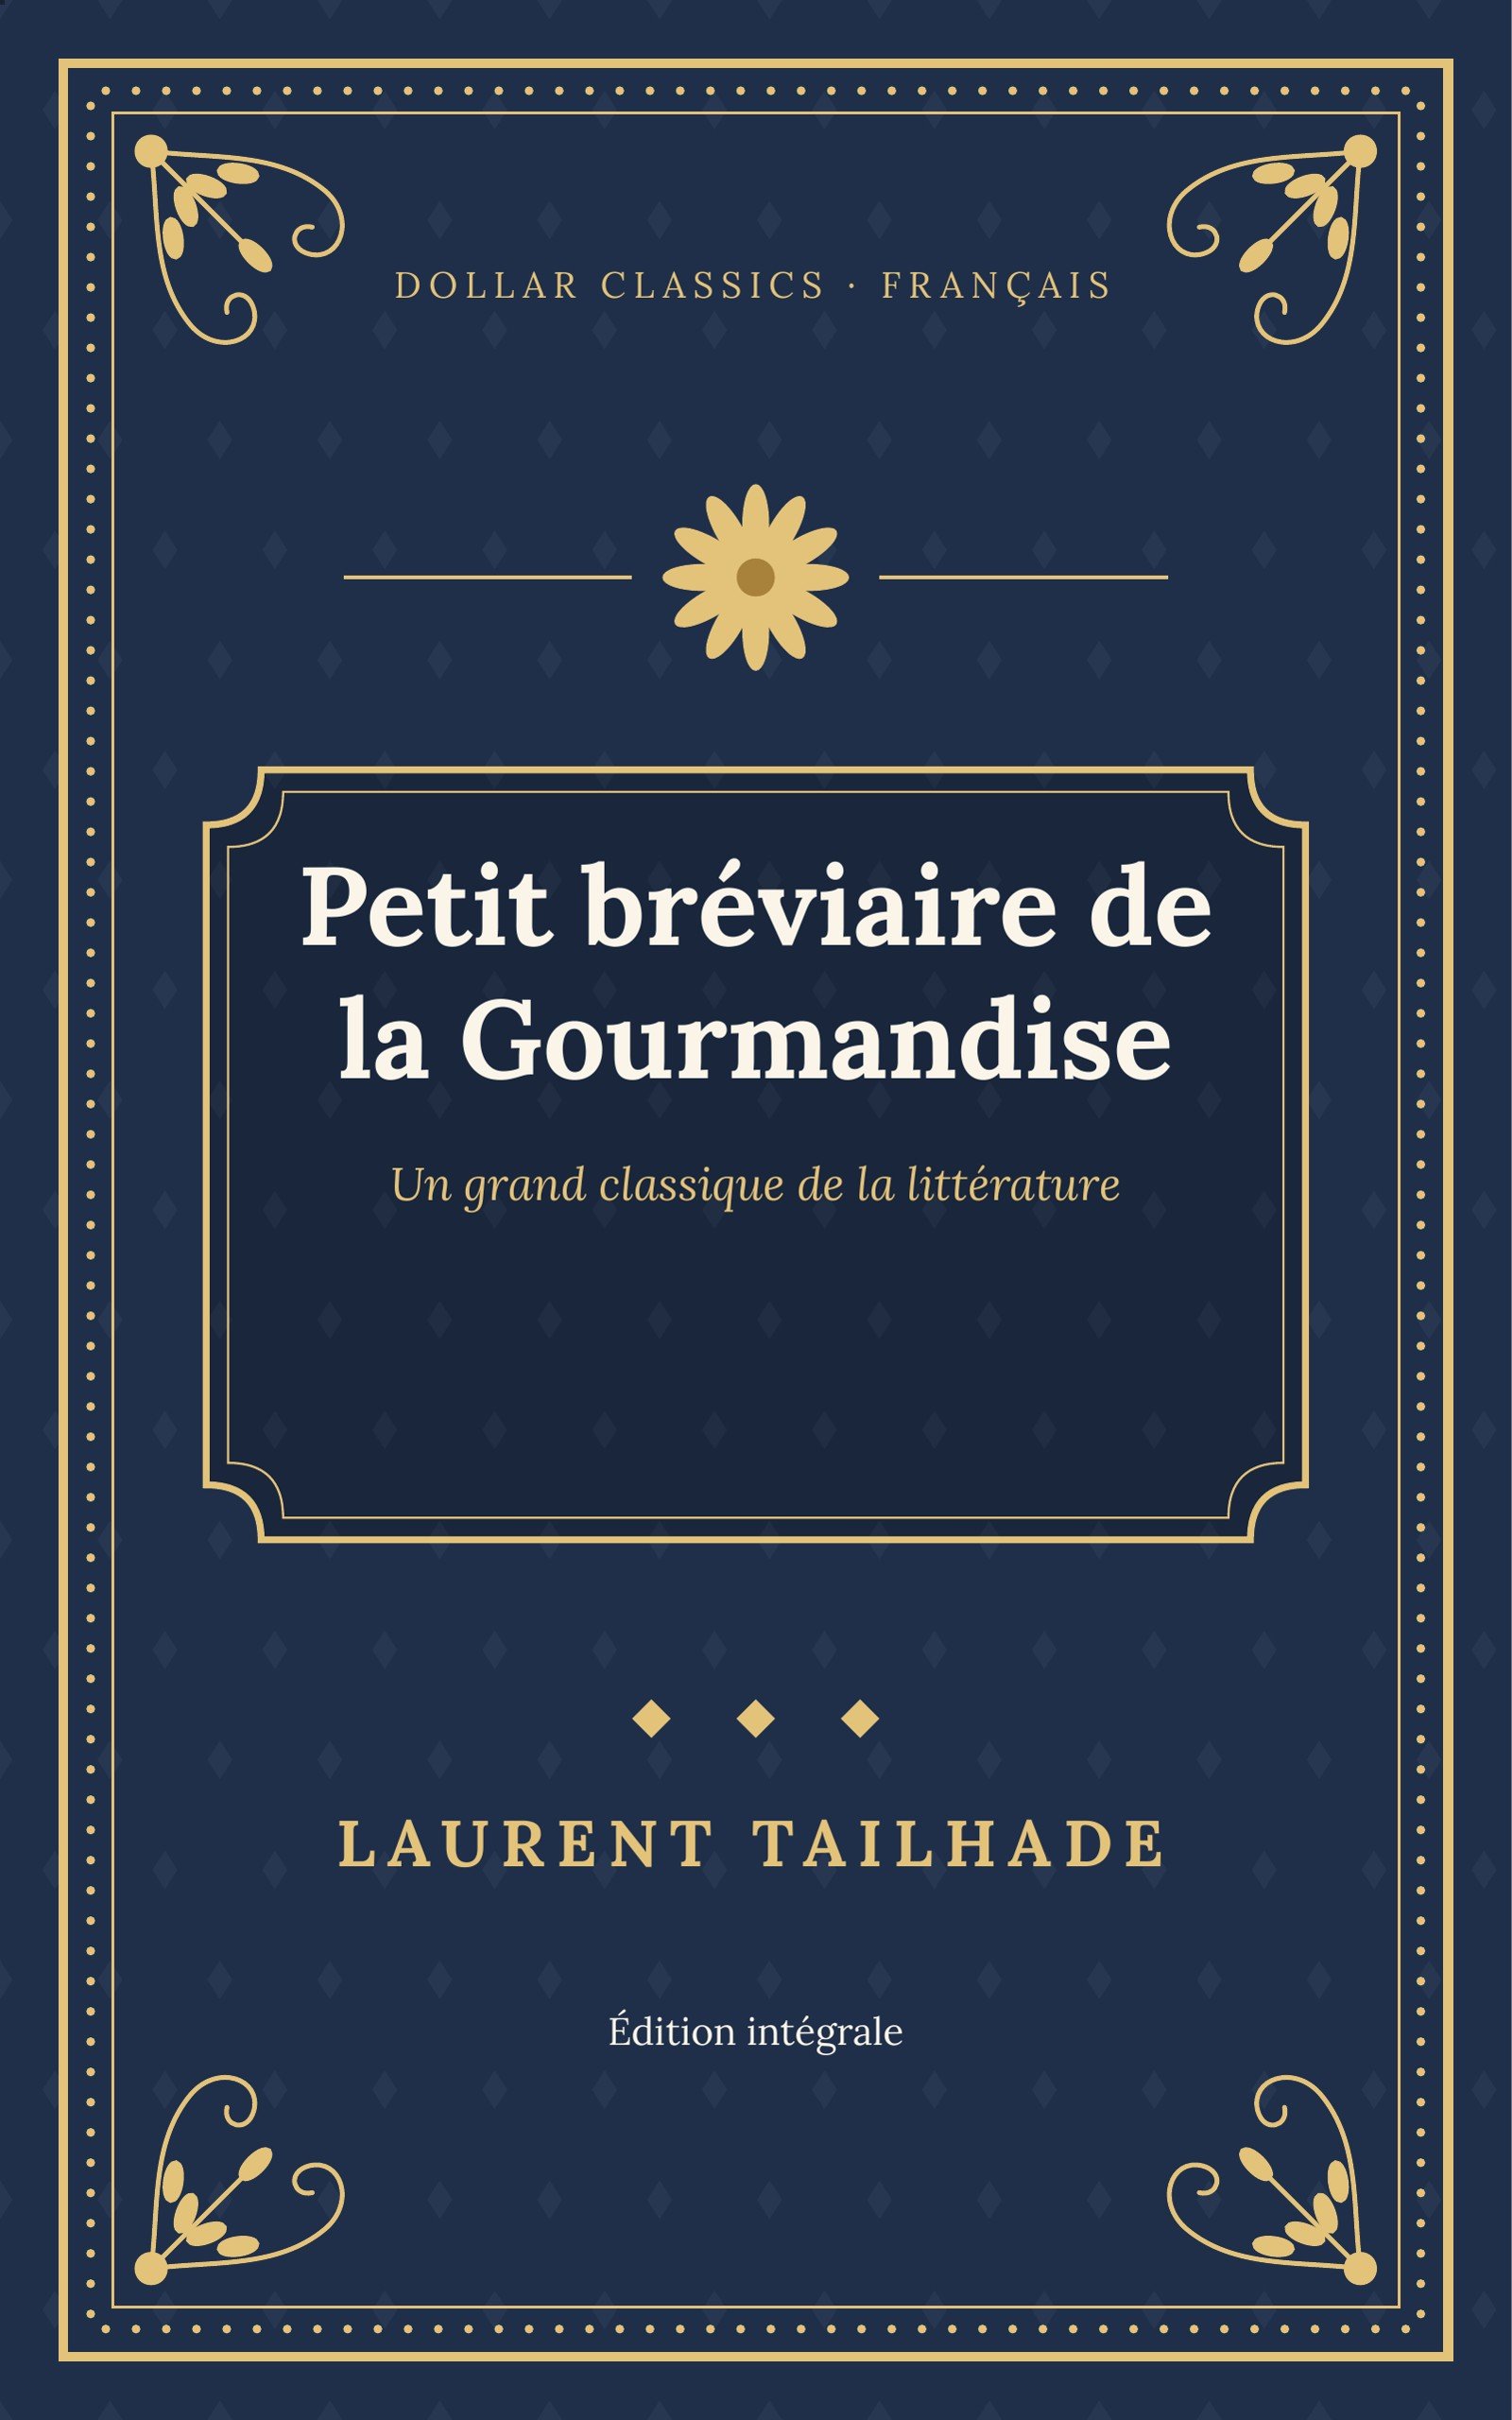 DOLLAR CLASSICS · FRANÇAIS
Petit bréviaire de
la Gourmandise
Un grand classique de la littérature
LAURENT TAILHADE
Édition intégrale